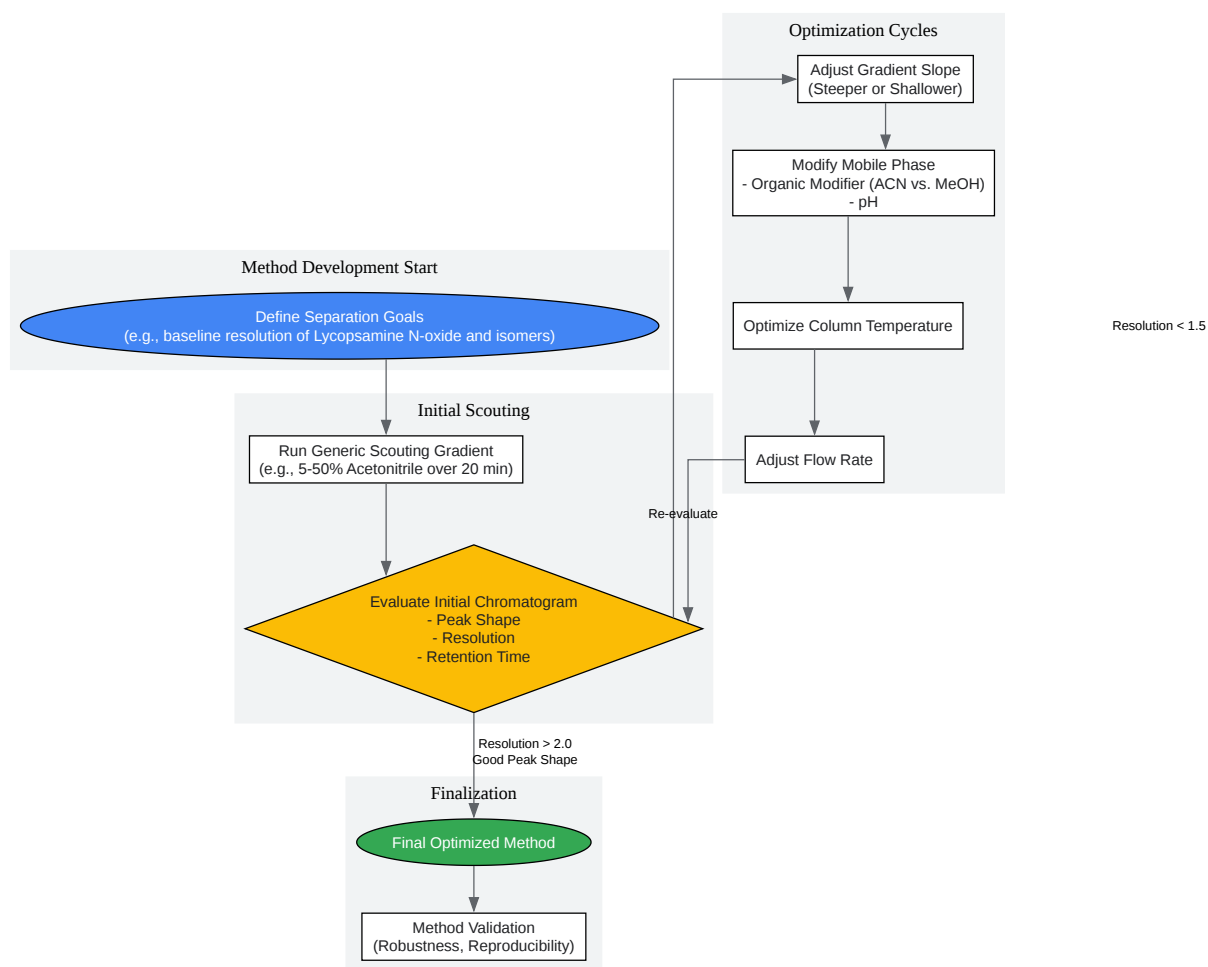 Optimization Cycles
Adjust Gradient Slope
(Steeper or Shallower)
Modify Mobile Phase
- Organic Modifier (ACN vs. MeOH)
- pH
Method Development Start
Define Separation Goals
(e.g., baseline resolution of Lycopsamine N-oxide and isomers)
Optimize Column Temperature
Resolution < 1.5
Initial Scouting
Run Generic Scouting Gradient
(e.g., 5-50% Acetonitrile over 20 min)
Adjust Flow Rate
Re-evaluate
Evaluate Initial Chromatogram
- Peak Shape
- Resolution
- Retention Time
Resolution > 2.0
Good Peak Shape
Finalization
Final Optimized Method
Method Validation
(Robustness, Reproducibility)